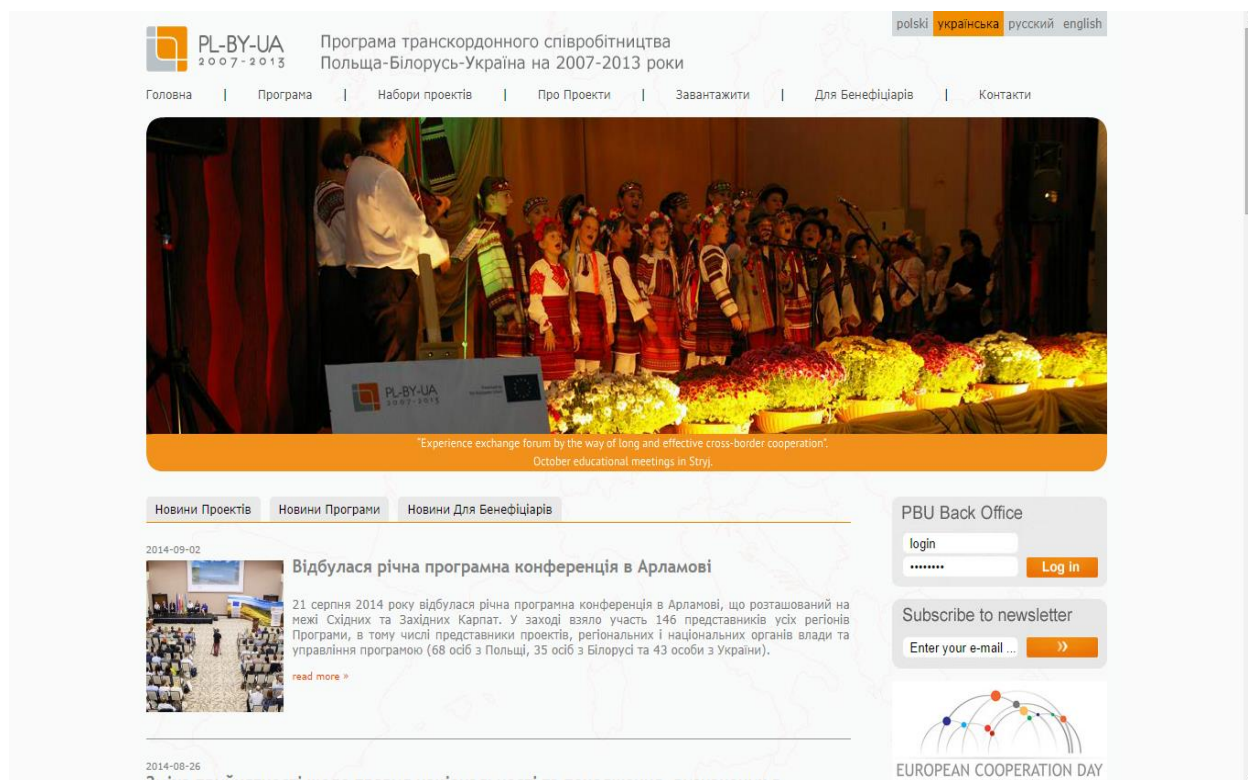 polski українська русский english
PL-BY-UA
2007-2013
Програма транскордонного співробітництва
Польща-Білорусь-Україна на 2007-2013 роки
Головна | Програма | Набори проектів | Про Проекти | Завантажити | Для Бенефіціарів | Контакти
PL-BY-UA
2007-2013
"Experience exchange forum by the way of long and effective cross-border cooperation".
October educational meetings in Stryj.
Новини Проектів Новини Програми Новини Для Бенефіціарів
2014-09-02
Відбулася річна програмна конференція в Арламові
21 серпня 2014 року відбулася річна програмна конференція в Арламові, що розташований на
межі Східних та Західних Карпат. У заході взяло участь 146 представників усіх регіонів
Програми, в тому числі представники проектів, регіональних і національних органів влади та
управління програмою (68 осіб з Польщі, 35 осіб з Білорусі та 43 особи з України).
read more »
2014-08-26
PBU Back Office
login
••••••••
Log in
Subscribe to newsletter
Enter your e-mail ... »
EUROPEAN COOPERATION DAY